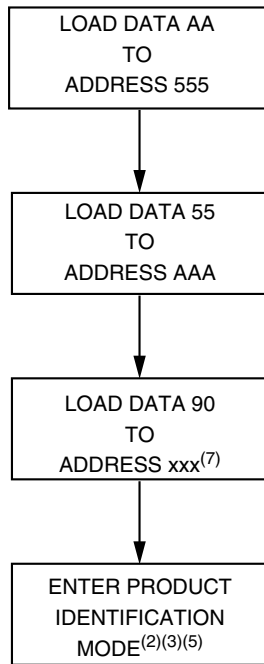 LOAD DATA AA
TO
ADDRESS 555
LOAD DATA 55
TO
ADDRESS AAA
LOAD DATA 90
TO
ADDRESS xxx(7)
ENTER PRODUCT
IDENTIFICATION
MODE(2)(3)(5)